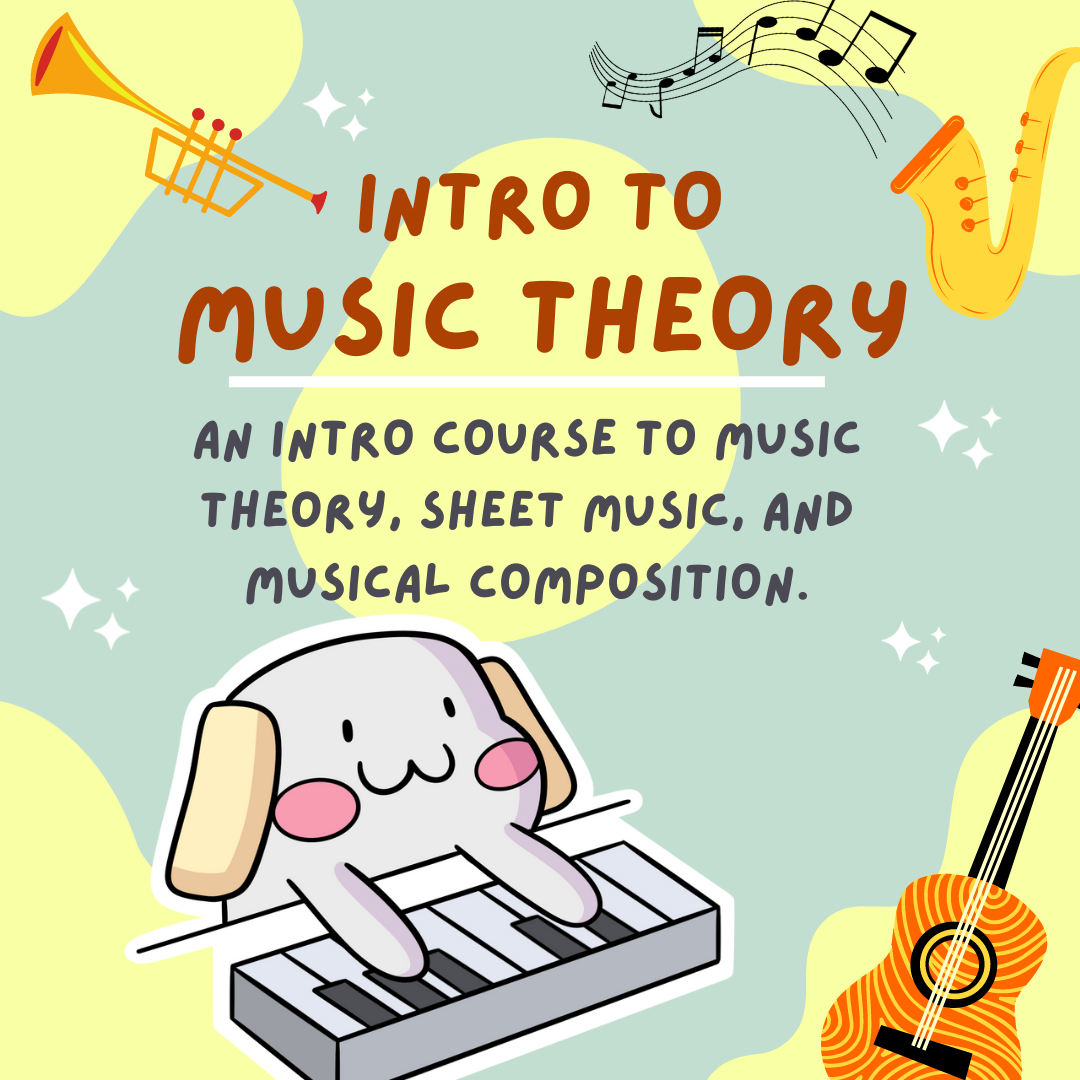 INTRO TO
MUSIC THEORY
AN INTRO COURSE TO MUSIC
THEORY, SHEET MUSIC, AND
MUSICAL COMPOSITION.